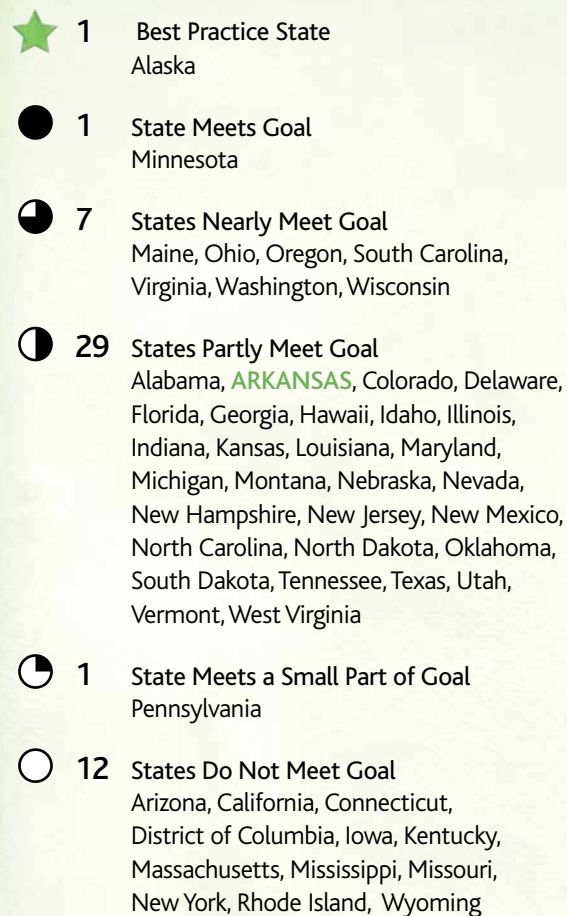 1 Best Practice State
Alaska
1 State Meets Goal
Minnesota
7 States Nearly Meet Goal
Maine, Ohio, Oregon, South Carolina,
Virginia, Washington, Wisconsin
29 States Partly Meet Goal
Alabama, ARKANSAS, Colorado, Delaware,
Florida, Georgia, Hawaii, Idaho, Illinois,
Indiana, Kansas, Louisiana, Maryland,
Michigan, Montana, Nebraska, Nevada,
New Hampshire, New Jersey, New Mexico,
North Carolina, North Dakota, Oklahoma,
South Dakota, Tennessee, Texas, Utah,
Vermont, West Virginia
1 State Meets a Small Part of Goal
Pennsylvania
12 States Do Not Meet Goal
Arizona, California, Connecticut,
District of Columbia, Iowa, Kentucky,
Massachusetts, Mississippi, Missouri,
New York, Rhode Island, Wyoming